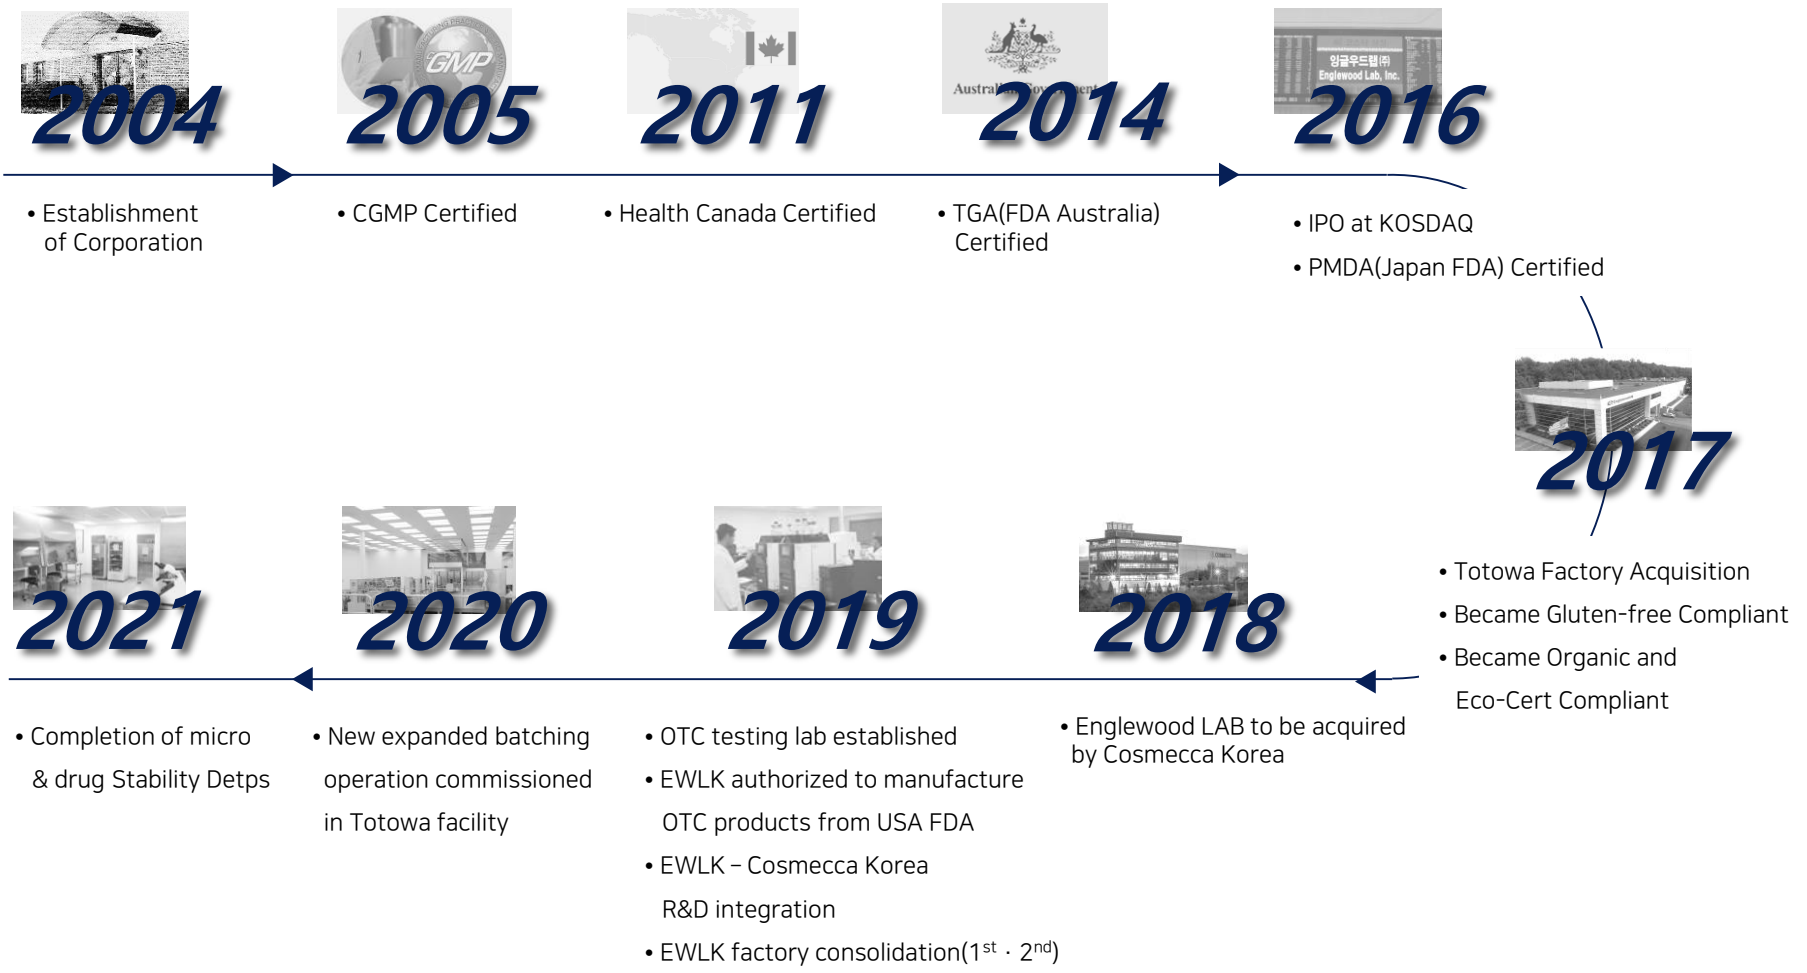 GMP
Australian Government
잉글우드랩(주)
Englewood Lab, Inc.
2004
2005
2011
2014
2016
• Establishment
of Corporation
• CGMP Certified
• Health Canada Certified
• TGA(FDA Australia)
Certified
• IPO at KOSDAQ
• PMDA(Japan FDA) Certified
2017
• Totowa Factory Acquisition
• Became Gluten-free Compliant
• Became Organic and
Eco-Cert Compliant
2018
• Englewood LAB to be acquired
by Cosmecca Korea
2019
• OTC testing lab established
• EWLK authorized to manufacture
OTC products from USA FDA
• EWLK – Cosmecca Korea
R&D integration
• EWLK factory consolidation(1st · 2nd)
2020
• New expanded batching
operation commissioned
in Totowa facility
2021
• Completion of micro
& drug Stability Detps